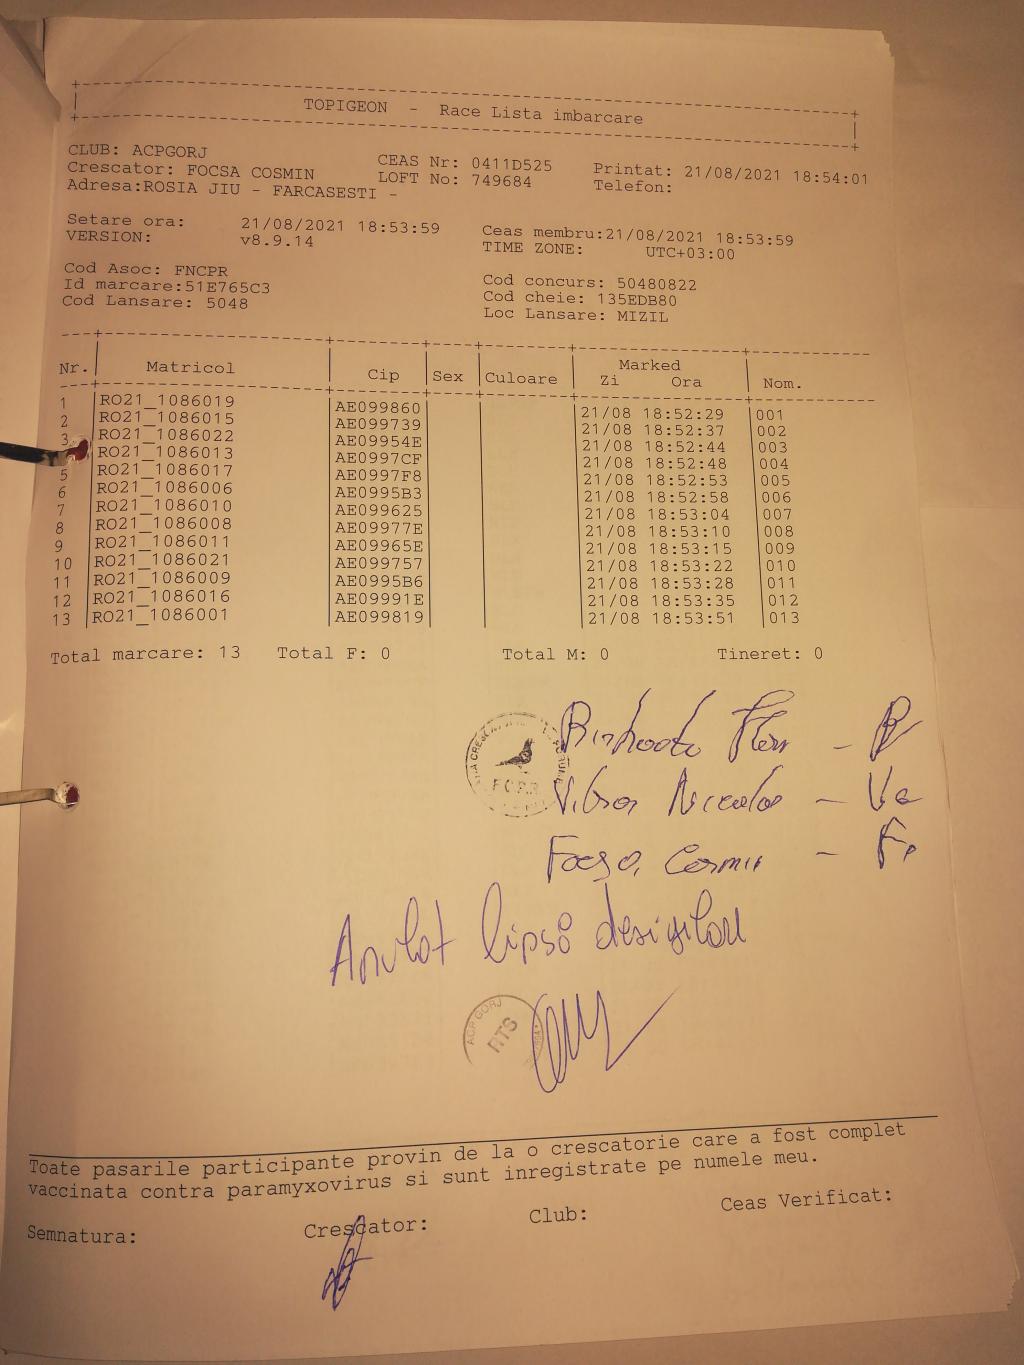 TOPIGEON - Race Lista imbarcare
CLUB: ACPGORJ
Crescator: FOCSA COSMIN
Adresa:ROSIA JIU - FARCASESTI -
CEAS Nr: 0411D525
LOFT No: 749684
Printat: 21/08/2021 18:54:01
Telefon:
Setare ora: 21/08/2021 18:53:59
VERSION: v8.9.14
Ceas membru:21/08/2021 18:53:59
TIME ZONE: UTC+03:00
Cod Asoc: FNCPR
Id marcare:51E765C3
Cod Lansare: 5048
Cod concurs: 50480822
Cod cheie: 135EDB80
Loc Lansare: MIZIL
Nr. Matricol Cip Sex Culoare Marked Zi Ora Nom.
1 RO21_1086019 AE099860 21/08 18:52:29 001
2 RO21_1086015 AE099739 21/08 18:52:37 002
3 RO21_1086022 AE09954E 21/08 18:52:44 003
RO21_1086013 AE0997CF 21/08 18:52:48 004
5 RO21_1086017 AE0997F8 21/08 18:52:53 005
6 RO21_1086006 AE0995B3 21/08 18:52:58 006
7 RO21_1086010 AE099625 21/08 18:53:04 007
8 RO21_1086008 AE09977E 21/08 18:53:10 008
9 RO21_1086011 AE09965E 21/08 18:53:15 009
10 RO21_1086021 AE099757 21/08 18:53:22 010
11 RO21_1086009 AE0995B6 21/08 18:53:28 011
12 RO21_1086016 AE09991E 21/08 18:53:35 012
13 RO21_1086001 AE099819 21/08 18:53:51 013
Total marcare: 13 Total F: 0 Total M: 0 Tineret: 0
F.C.P.R.
Focșa Cosmin -
Anulat lipsă desigilari
ACP GORJ
RTS
Toate pasarile participante provin de la o crescatorie care a fost complet
vaccinata contra paramyxovirus si sunt inregistrate pe numele meu.
Semnatura: Crescator: Club: Ceas Verificat: